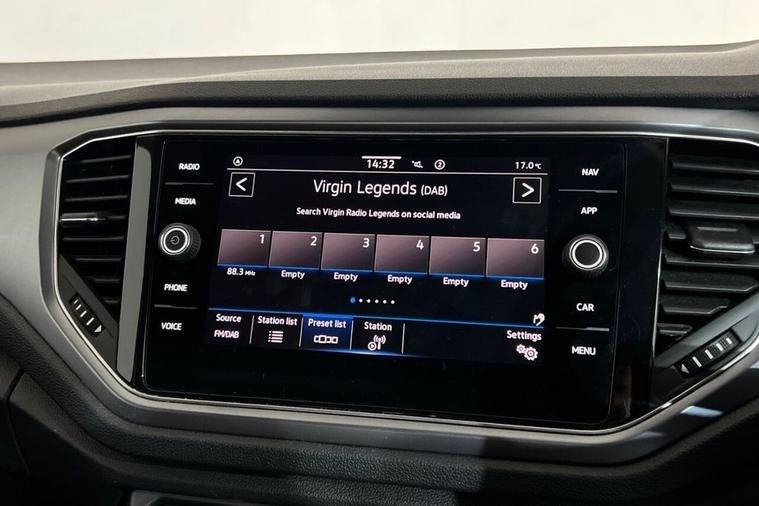 RADIO
MEDIA
PHONE
VOICE
A
14:32
2
17.0 °C
< Virgin Legends (DAB) >
Search Virgin Radio Legends on social media
1 2 3 4 5 6
88.3 MHz Empty Empty Empty Empty Empty
Source Station list Preset list Station Settings
FM/DAB
NAV
APP
CAR
MENU